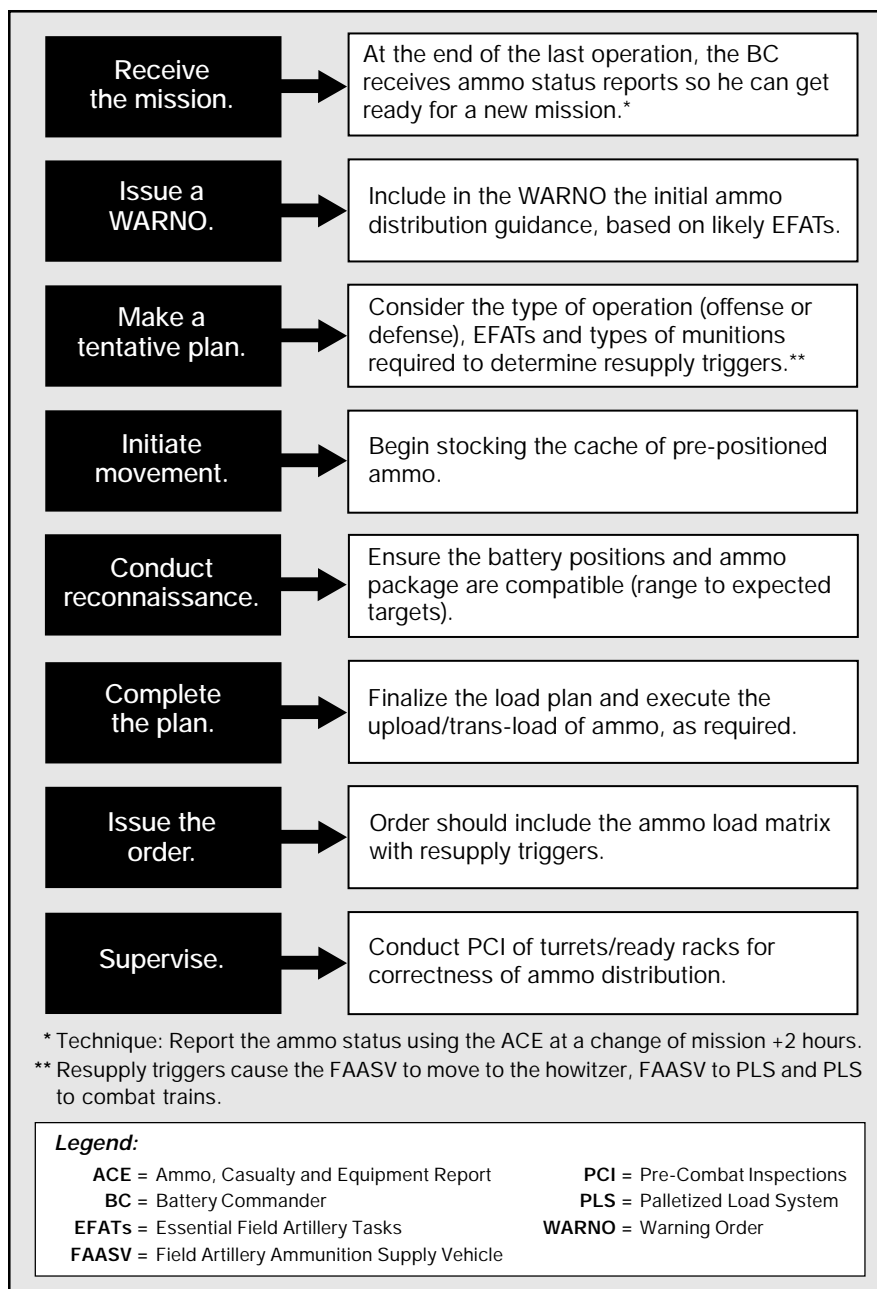 Receive
the mission.
At the end of the last operation, the BC
receives ammo status reports so he can get
ready for a new mission.*
Issue a
WARNO.
Include in the WARNO the initial ammo
distribution guidance, based on likely EFATs.
Make a
tentative plan.
Consider the type of operation (offense or
defense), EFATs and types of munitions
required to determine resupply triggers.**
Initiate
movement.
Begin stocking the cache of pre-positioned
ammo.
Conduct
reconnaissance.
Ensure the battery positions and ammo
package are compatible (range to expected
targets).
Complete
the plan.
Finalize the load plan and execute the
upload/trans-load of ammo, as required.
Issue the
order.
Order should include the ammo load matrix
with resupply triggers.
Supervise.
Conduct PCI of turrets/ready racks for
correctness of ammo distribution.
* Technique: Report the ammo status using the ACE at a change of mission +2 hours.
** Resupply triggers cause the FAASV to move to the howitzer, FAASV to PLS and PLS
to combat trains.
Legend:
ACE = Ammo, Casualty and Equipment Report
BC = Battery Commander
EFATs = Essential Field Artillery Tasks
FAASV = Field Artillery Ammunition Supply Vehicle
PCI = Pre-Combat Inspections
PLS = Palletized Load System
WARNO = Warning Order